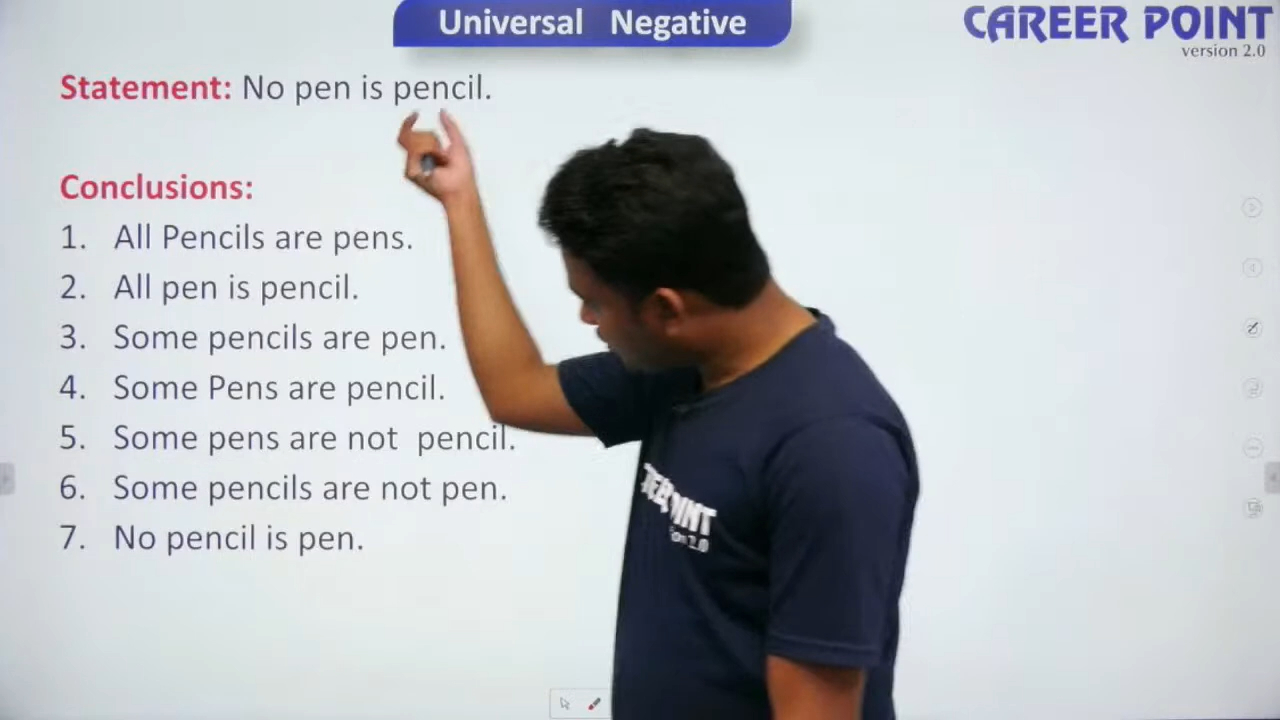 Universal Negative
CAREER POINT
version 2.0
Statement: No pen is pencil.
Conclusions:
1. All Pencils are pens.
2. All pen is pencil.
3. Some pencils are pen.
4. Some Pens are pencil.
5. Some pens are not pencil.
6. Some pencils are not pen.
7. No pencil is pen.